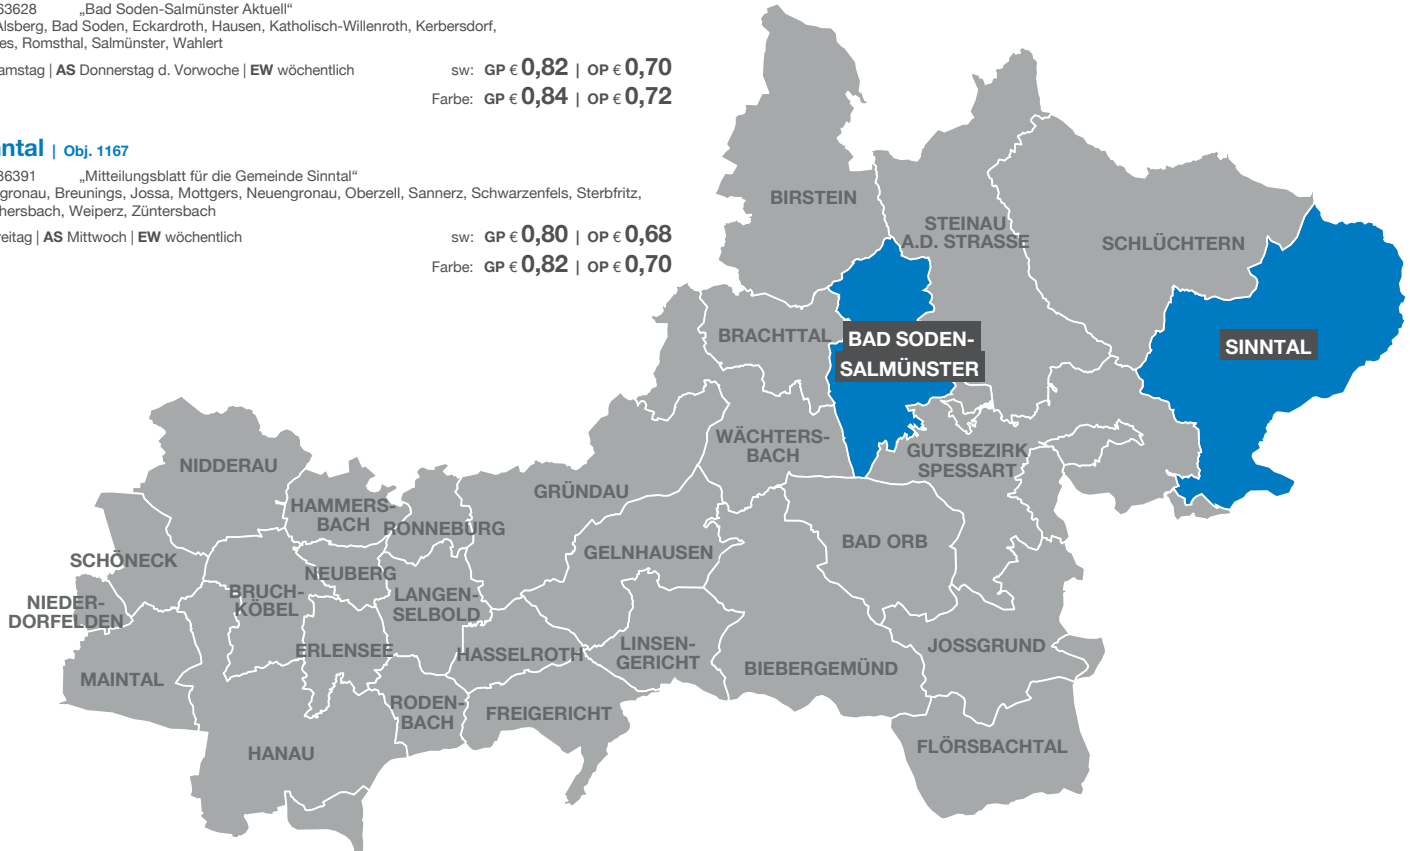 63628 „Bad Soden-Salmünster Aktuell“
Alsberg, Bad Soden, Eckardroth, Hausen, Katholisch-Willenroth, Kerbersdorf,
Romsthal, Salmünster, Wahlert
| AS Donnerstag d. Vorwoche | EW wöchentlich sw: GP € 0,82 | OP € 0,70
Farbe: GP € 0,84 | OP € 0,72
ntal | Obj. 1167
36391 „Mitteilungsblatt für die Gemeinde Sinntal“
gronau, Breunings, Jossa, Mottgers, Neuengronau, Oberzell, Sannerz, Schwarzenfels, Sterbfritz,
hersbach, Weiperz, Züntersbach
reitag | AS Mittwoch | EW wöchentlich sw: GP € 0,80 | OP € 0,68
Farbe: GP € 0,82 | OP € 0,70
BIRSTEIN
STEINAU
A.D. STRASSE
SCHLÜCHTERN
BRACHTTAL
BAD SODEN-
SALMÜNSTER
SINNTAL
WÄCHTERS-
BACH
GUTSBEZIRK
SPESSART
NIDDERAU
HAMMERS-
BACH
RONNEBURG
GRÜNDAU
GELNHAUSEN
BAD ORB
SCHÖNECK
NEUBERG
NIEDER-
DORFELDEN
BRUCH-
KÖBEL
LANGEN-
SELBOLD
ERLENSEE
HASSELROTH
LINSEN-
GERICHT
JOSSGRUND
BIEBERGEMÜND
MAINTAL
RODEN-
BACH
FREIGERICHT
FLÖRSBACHTAL
HANAU